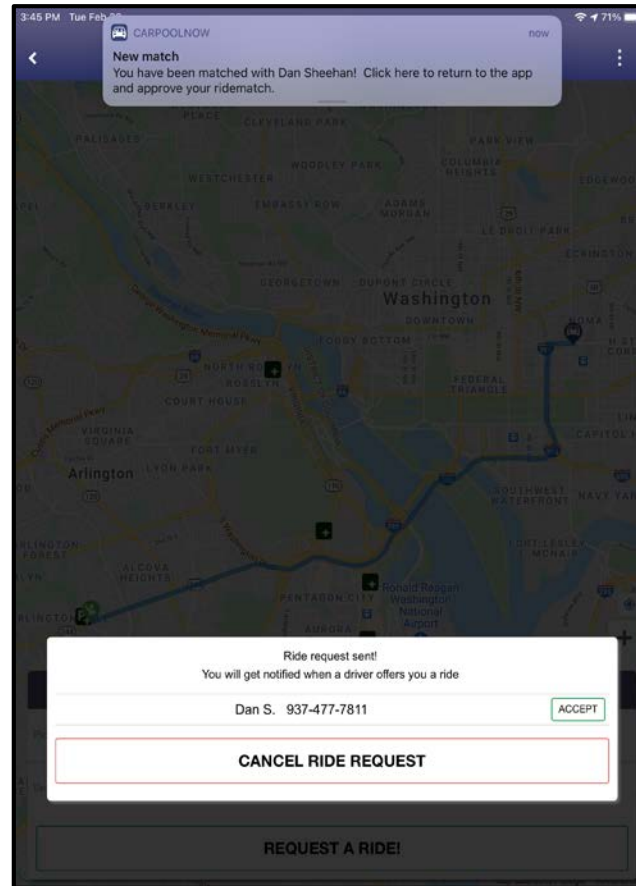 3:45 PM Tue Feb
71%
CARPOOLNOW
now
New match
You have been matched with Dan Sheehan! Click here to return to the app
and approve your ridematch.
PLACE
CLEVELAND PARK
PALISADES
PARK VIEW
WOODLEY PARK
COLUMBIA
HEIGHTS
WESTCHESTER
BERKLEY
EMBASSY ROW
ADAMS
MORGAN
LE DROIT PARK
GEORGETOWN
DUPONT CIRCLE
Washington
DOWNTOWN
NOMA
FOGGY BOTTOM
NORTH
ROSSLYN
FEDERAL
TRIANGLE
COURT HOUSE
VIRGINIA
SQUARE
FORT MYER
Arlington
LYON PARK
SOUTHWEST
WATERFRONT
FORT LESLEY
J. MCNAIR
ALCOVA
HEIGHTS
PENTAGON CITY
Ronald Reagan
Washington
National
Airport
AURORA
Ride request sent!
You will get notified when a driver offers you a ride
Dan S. 937-477-7811
ACCEPT
CANCEL RIDE REQUEST
REQUEST A RIDE!